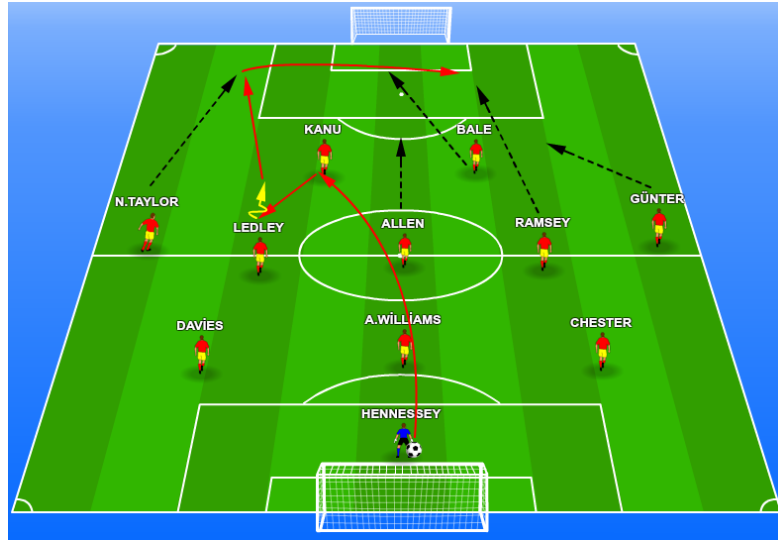 KANU
BALE
N.TAYLOR
LEDLEY
ALLEN
RAMSEY
GÜNTER
DAVİES
A.WİLLİAMS
CHESTER
HENNESSEY